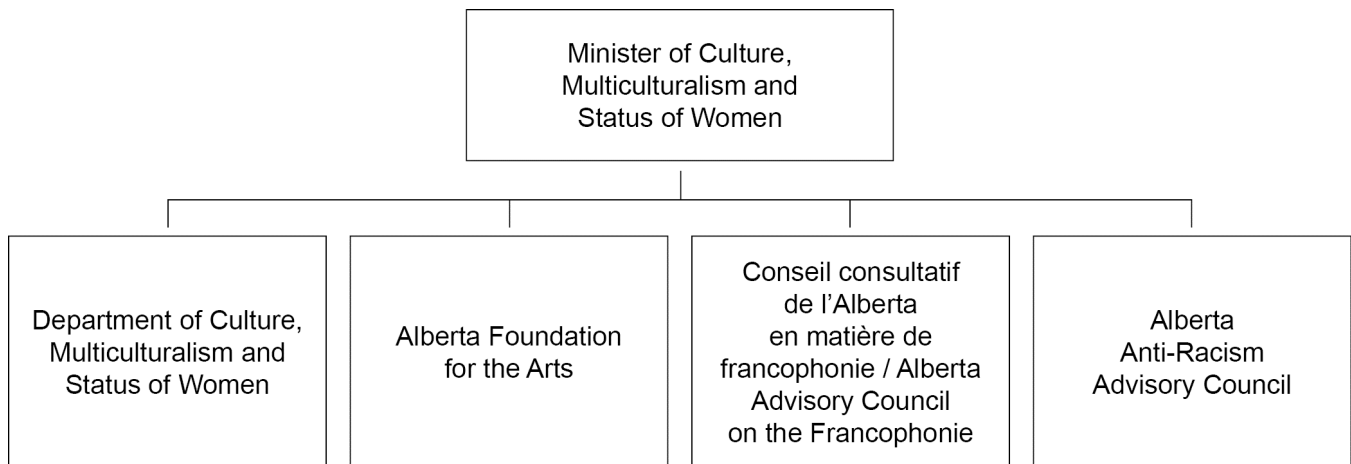 Minister of Culture,
Multiculturalism and
Status of Women
Department of Culture,
Multiculturalism and
Status of Women
Alberta Foundation
for the Arts
Conseil consultatif
de l’Alberta
en matière de
francophonie / Alberta
Advisory Council
on the Francophonie
Alberta
Anti-Racism
Advisory Council